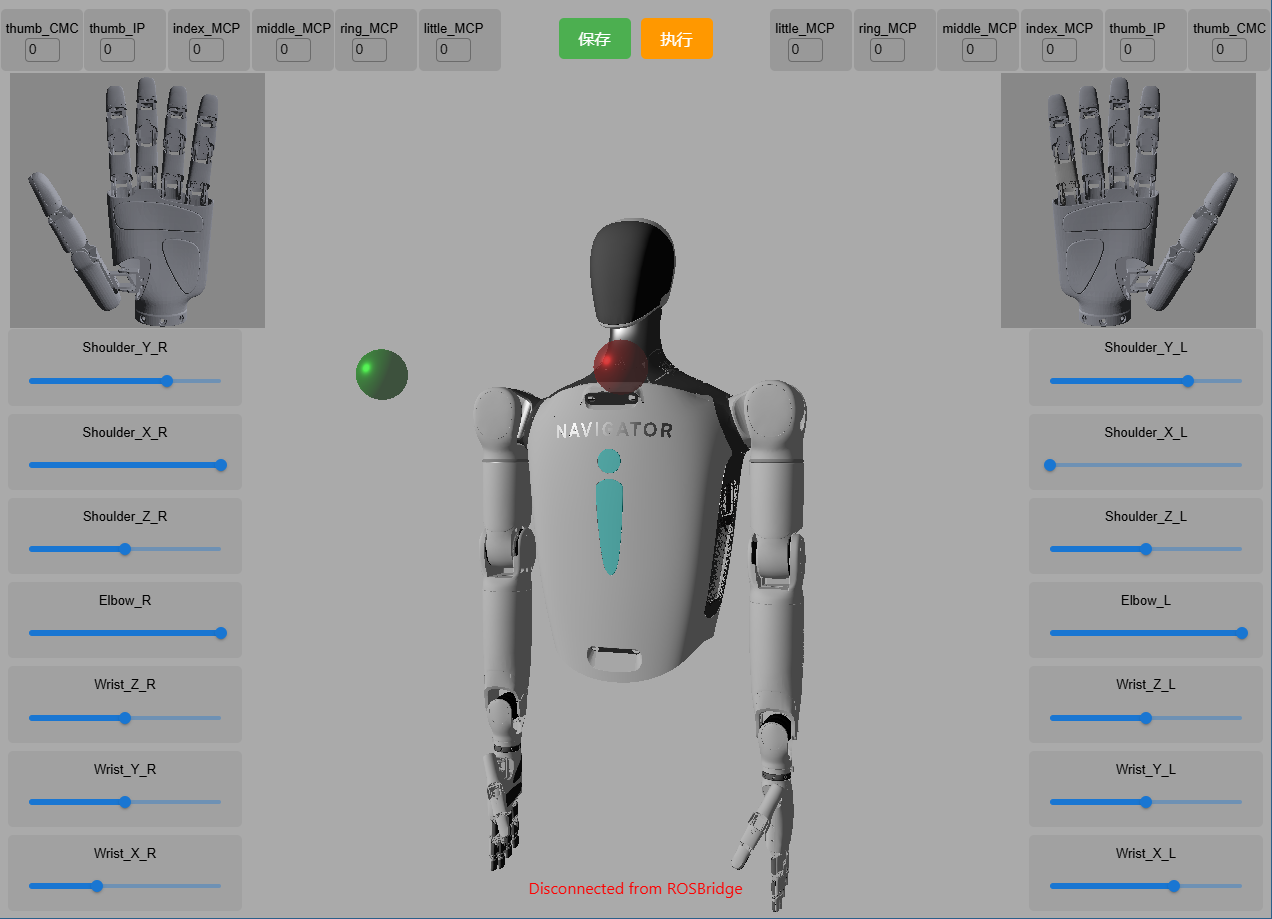 thumb_CMC
0
thumb_IP
0
index_MCP
0
middle_MCP
0
ring_MCP
0
little_MCP
0
保存
执行
little_MCP
0
ring_MCP
0
middle_MCP
0
index_MCP
0
thumb_IP
0
thumb_CMC
0
Shoulder_Y_R
Shoulder_X_R
Shoulder_Z_R
Elbow_R
Wrist_Z_R
Wrist_Y_R
Wrist_X_R
NAVIGATOR
Disconnected from ROSBridge
Shoulder_Y_L
Shoulder_X_L
Shoulder_Z_L
Elbow_L
Wrist_Z_L
Wrist_Y_L
Wrist_X_L